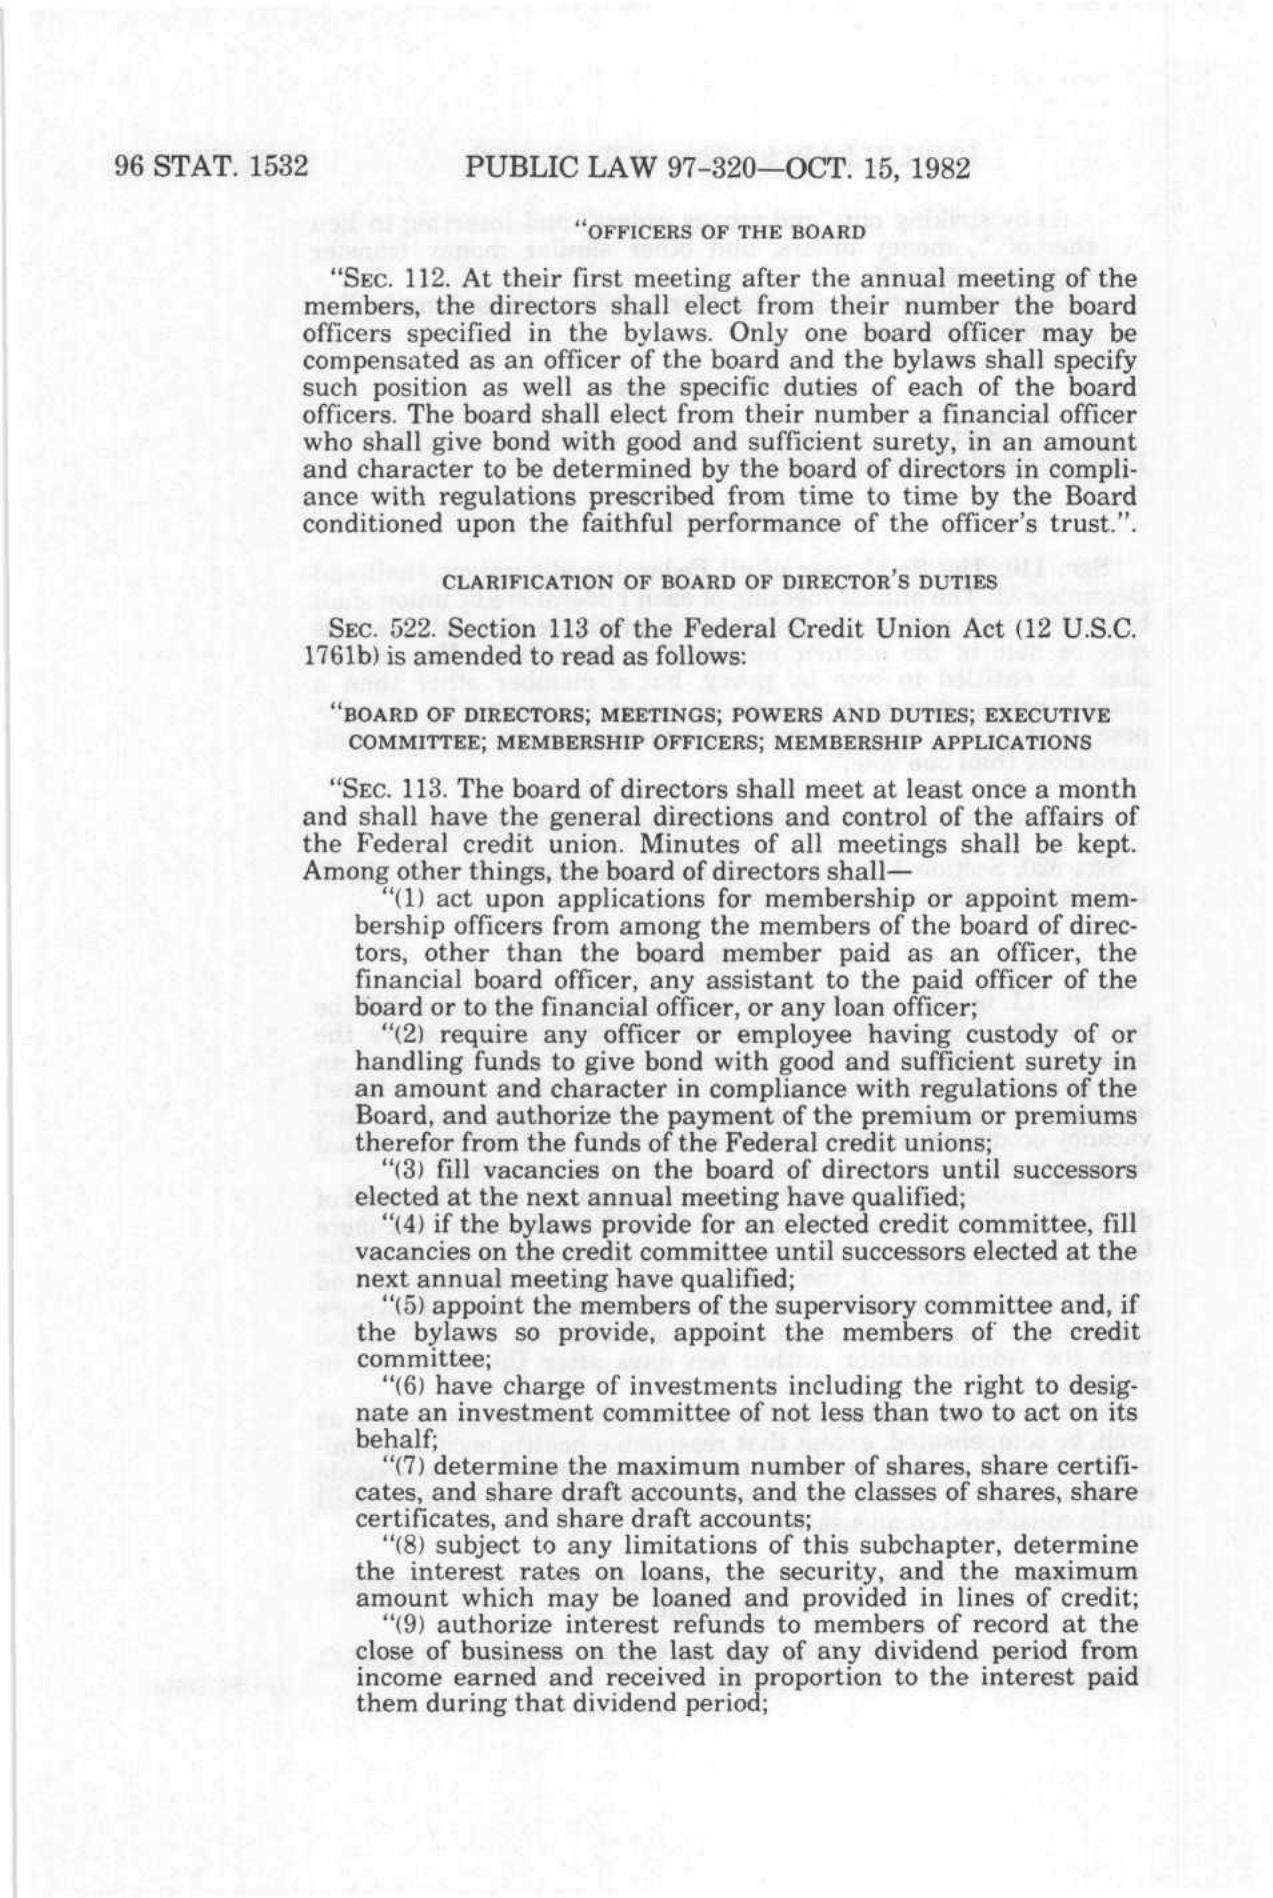 96 STAT. 1532 PUBLIC LAW 97-320—OCT. 15, 1982
"OFFICERS OF THE BOARD
"SEC. 112. At their first meeting after the annual meeting of the
members, the directors shall elect from their number the board
officers specified in the bylaws. Only one board officer may be
compensated as an officer of the board and the bylaws shall specify
such position as well as the specific duties of each of the board
officers. The board shall elect from their number a financial officer
who shall give bond with good and sufficient surety, in an amount
and character to be determined by the board of directors in compli-
ance with regulations prescribed from time to time by the Board
conditioned upon the faithful performance of the officer's trust.".
CLARIFICATION OF BOARD OF DIRECTOR'S DUTIES
SEC. 522. Section 113 of the Federal Credit Union Act (12 U.S.C.
1761b) is amended to read as follows:
"BOARD OF DIRECTORS; MEETINGS; POWERS AND DUTIES; EXECUTIVE
COMMITTEE; MEMBERSHIP OFFICERS; MEMBERSHIP APPLICATIONS
"SEC. 113. The board of directors shall meet at least once a month
and shall have the general directions and control of the affairs of
the Federal credit union. Minutes of all meetings shall be kept.
Among other things, the board of directors shall—
"(1) act upon applications for membership or appoint mem-
bership officers from among the members of the board of direc-
tors, other than the board member paid as an officer, the
financial board officer, any assistant to the paid officer of the
board or to the financial officer, or any loan officer;
"(2) require any officer or employee having custody of or
handling funds to give bond with good and sufficient surety in
an amount and character in compliance with regulations of the
Board, and authorize the payment of the premium or premiums
therefor from the funds of the Federal credit unions;
"(3) fill vacancies on the board of directors until successors
elected at the next annual meeting have qualified;
"(4) if the bylaws provide for an elected credit committee, fill
vacancies on the credit committee until successors elected at the
next annual meeting have qualified;
"(5) appoint the members of the supervisory committee and, if
the bylaws so provide, appoint the members of the credit
committee;
"(6) have charge of investments including the right to desig-
nate an investment committee of not less than two to act on its
behalf;
"(7) determine the maximum number of shares, share certifi-
cates, and share draft accounts, and the classes of shares, share
certificates, and share draft accounts;
"(8) subject to any limitations of this subchapter, determine
the interest rates on loans, the security, and the maximum
amount which may be loaned and provided in lines of credit;
"(9) authorize interest refunds to members of record at the
close of business on the last day of any dividend period from
income earned and received in proportion to the interest paid
them during that dividend period;